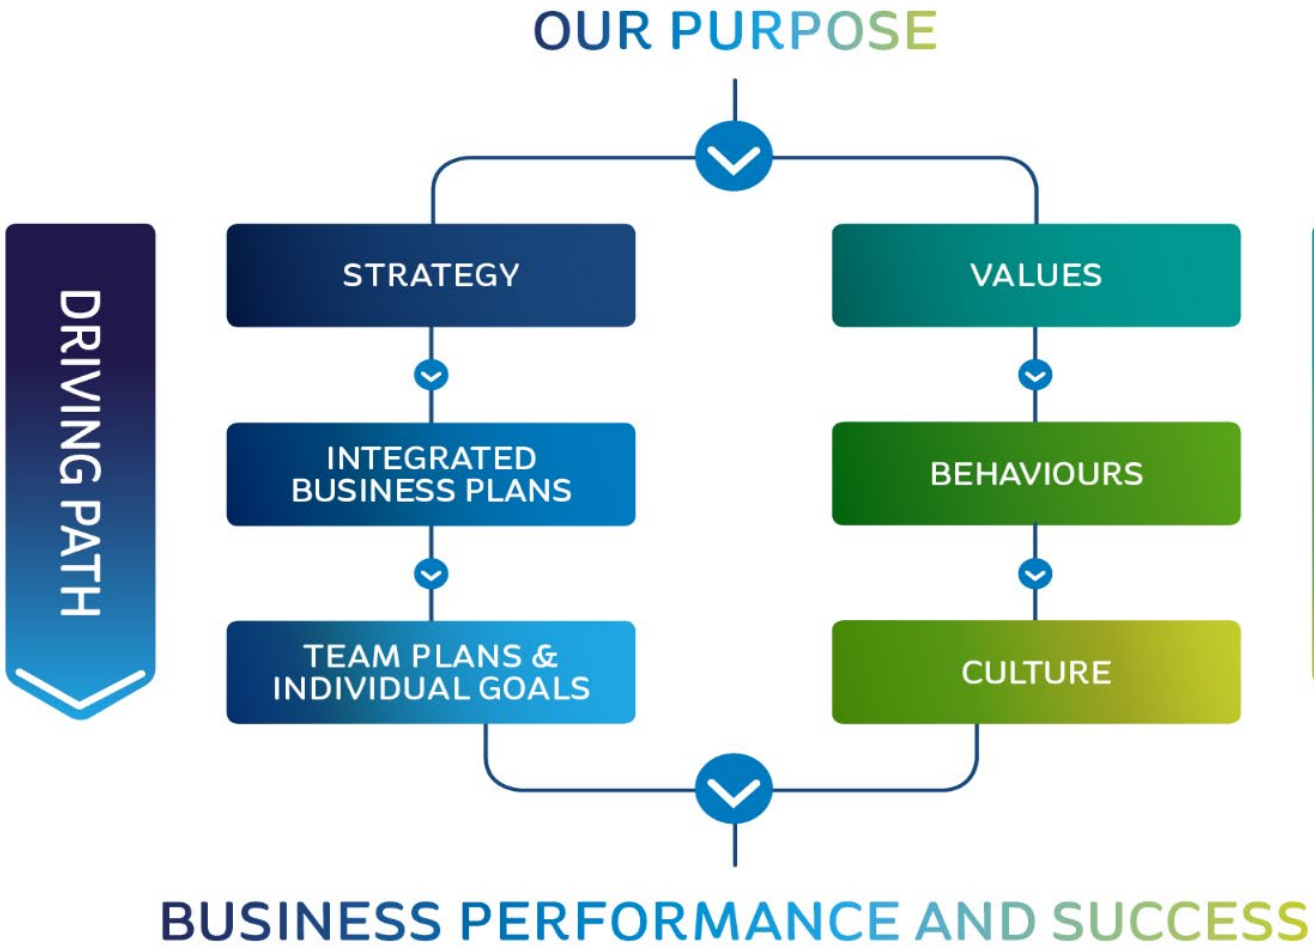 OUR PURPOSE
DRIVING PATH
STRATEGY
VALUES
INTEGRATED
BUSINESS PLANS
BEHAVIOURS
TEAM PLANS &
INDIVIDUAL GOALS
CULTURE
BUSINESS PERFORMANCE AND SUCCESS